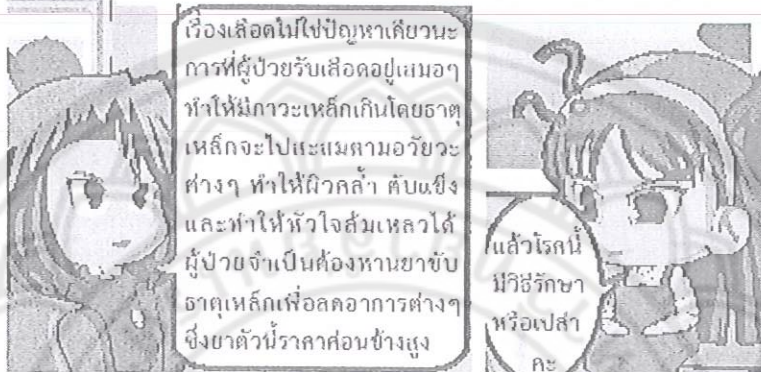 เรื่องเลือดไม่ใช่ปัญหาเดียวนะ
การที่ผู้ป่วยรับเลือดอยู่เสมอๆ
ทำให้มีภาวะเหล็กเกินโดยธาตุ
เหล็กจะไปแซมตามอวัยวะ
ต่างๆ ทำให้ผิวคล้ำ ตับแข็ง
และทำให้หัวใจล้มเหลวได้
ผู้ป่วยจำเป็นต้องทานยาขับ
ธาตุเหล็กเพื่อลดอาการต่างๆ
ซึ่งยาตัวนี้ราคาค่อนข้างสูง
แล้วโรคนี้
มีวิธีรักษา
หรือเปล่า
คะ